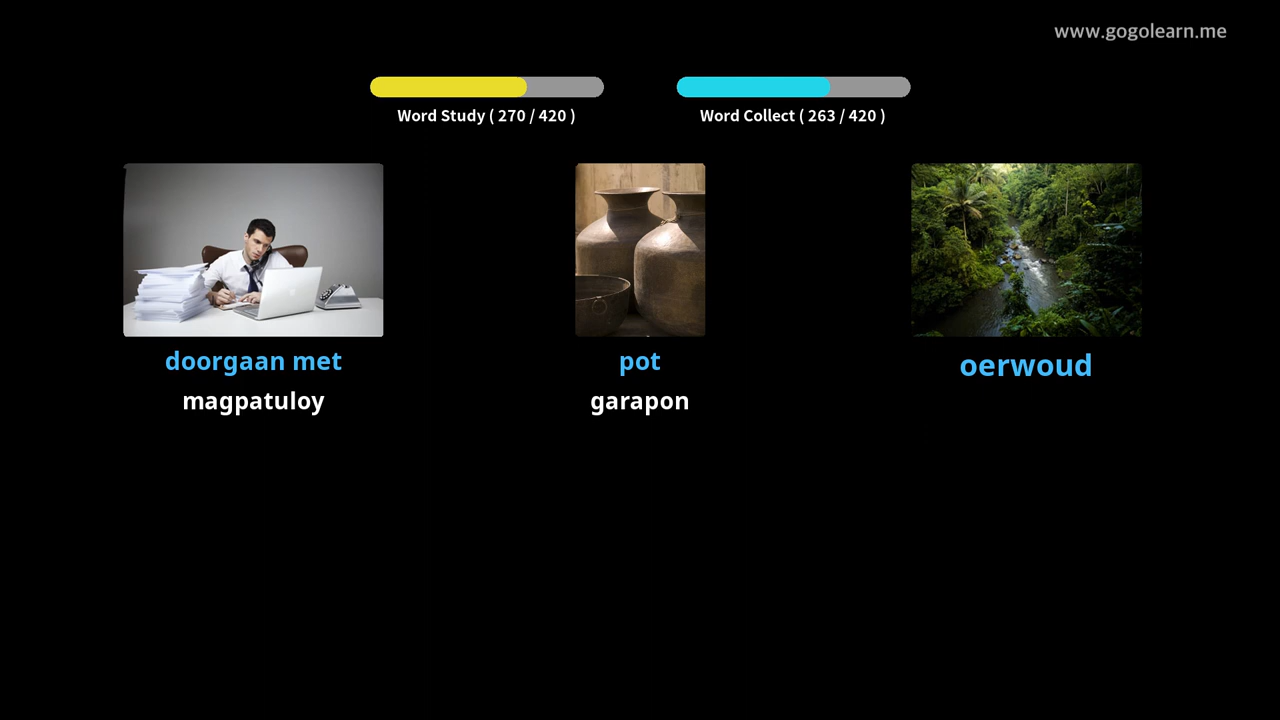 www.gogolearn.me
Word Study ( 270 / 420 )
Word Collect ( 263 / 420 )
doorgaan met
magpatuloy
pot
garapon
oerwoud